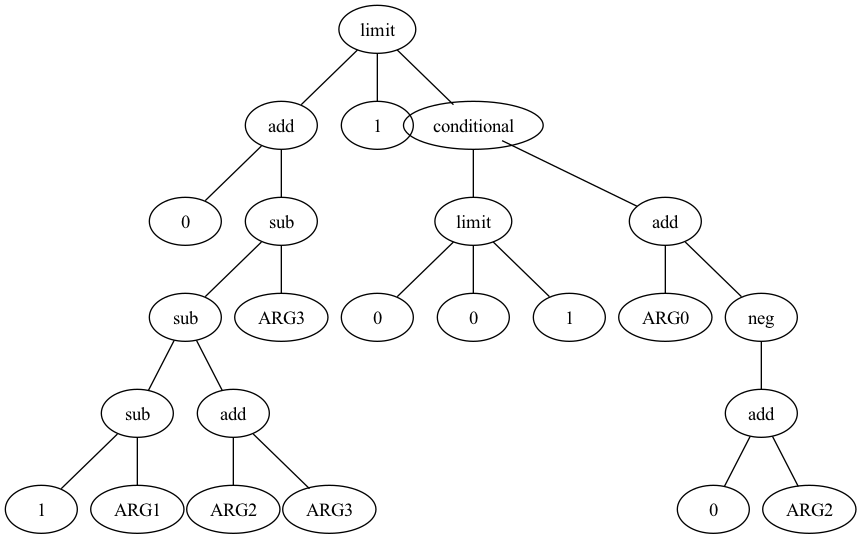 limit
add 1 conditional
0 sub limit add
sub ARG3 0 0 1 ARG0 neg
sub add add
1 ARG1 ARG2 ARG3 0 ARG2